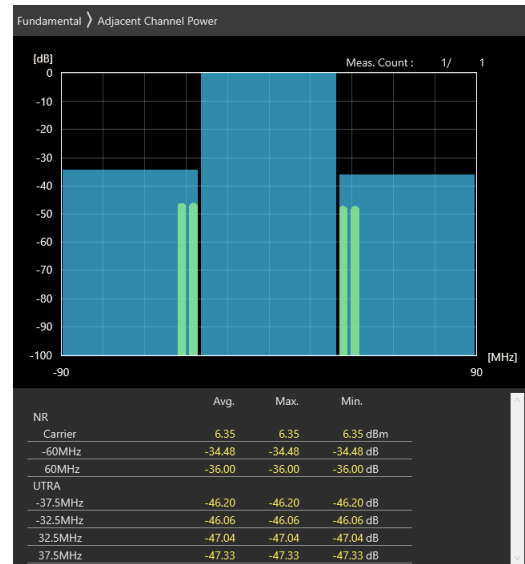 Fundamental 〉 Adjacent Channel Power
[dB]
Meas. Count : 1/ 1
0
-10
-20
-30
-40
-50
-60
-70
-80
-90
-100
[MHz]
-90 90
Avg. Max. Min.
NR
Carrier 6.35 6.35 6.35 dBm
-60MHz -34.48 -34.48 -34.48 dB
60MHz -36.00 -36.00 -36.00 dB
UTRA
-37.5MHz -46.20 -46.20 -46.20 dB
-32.5MHz -46.06 -46.06 -46.06 dB
32.5MHz -47.04 -47.04 -47.04 dB
37.5MHz -47.33 -47.33 -47.33 dB